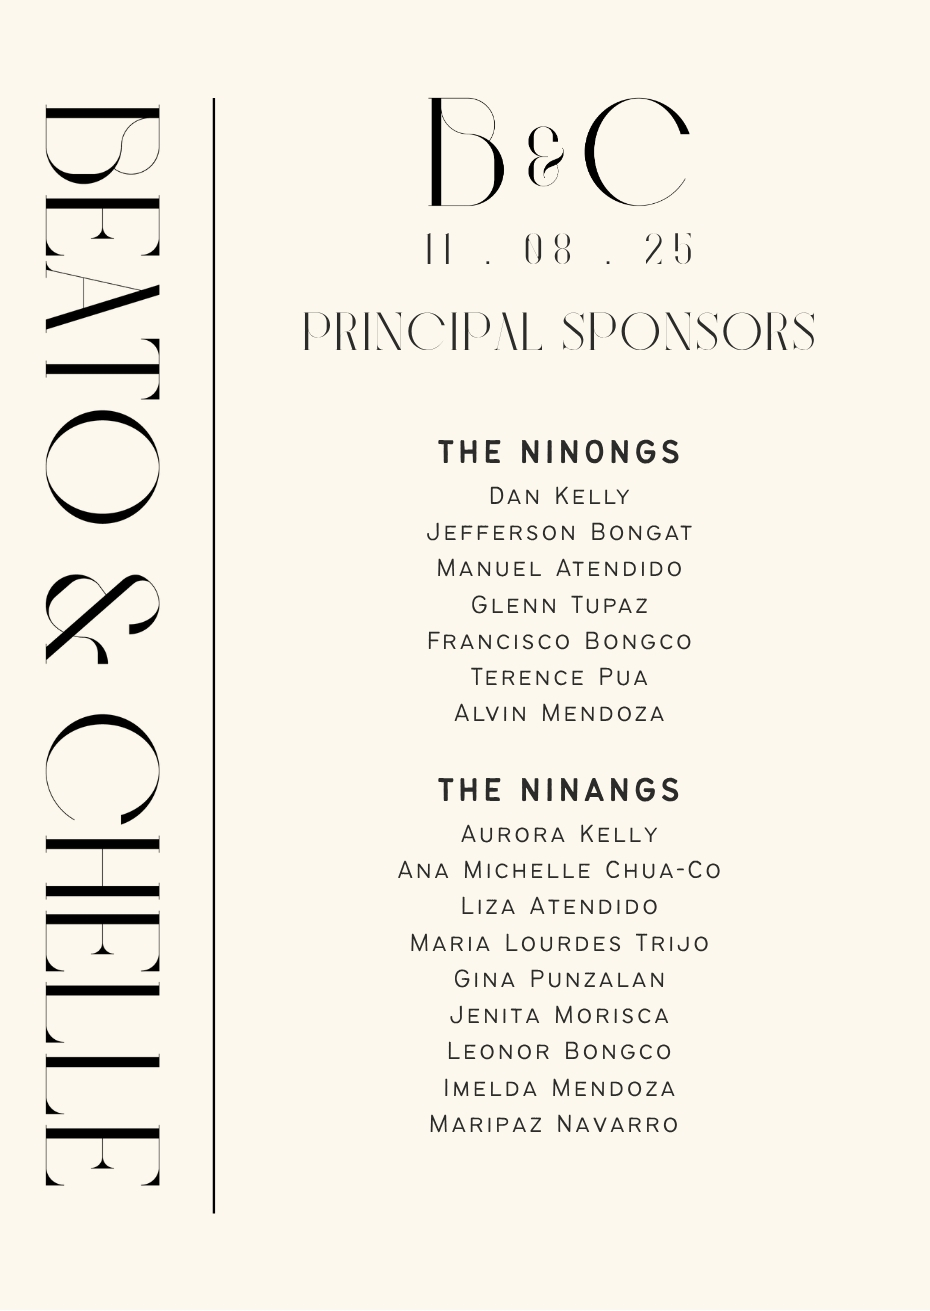 BEATO & CHELLE
B & C
11 . 08 . 25
PRINCIPAL SPONSORS
THE NINONGS
DAN KELLY
JEFFERSON BONGAT
MANUEL ATENDIDO
GLENN TUPAZ
FRANCISCO BONGCO
TERENCE PUA
ALVIN MENDOZA
THE NINANGS
AURORA KELLY
ANA MICHELLE CHUA-CO
LIZA ATENDIDO
MARIA LOURDES TRIJO
GINA PUNZALAN
JENITA MORISCA
LEONOR BONGCO
IMELDA MENDOZA
MARIPAZ NAVARRO